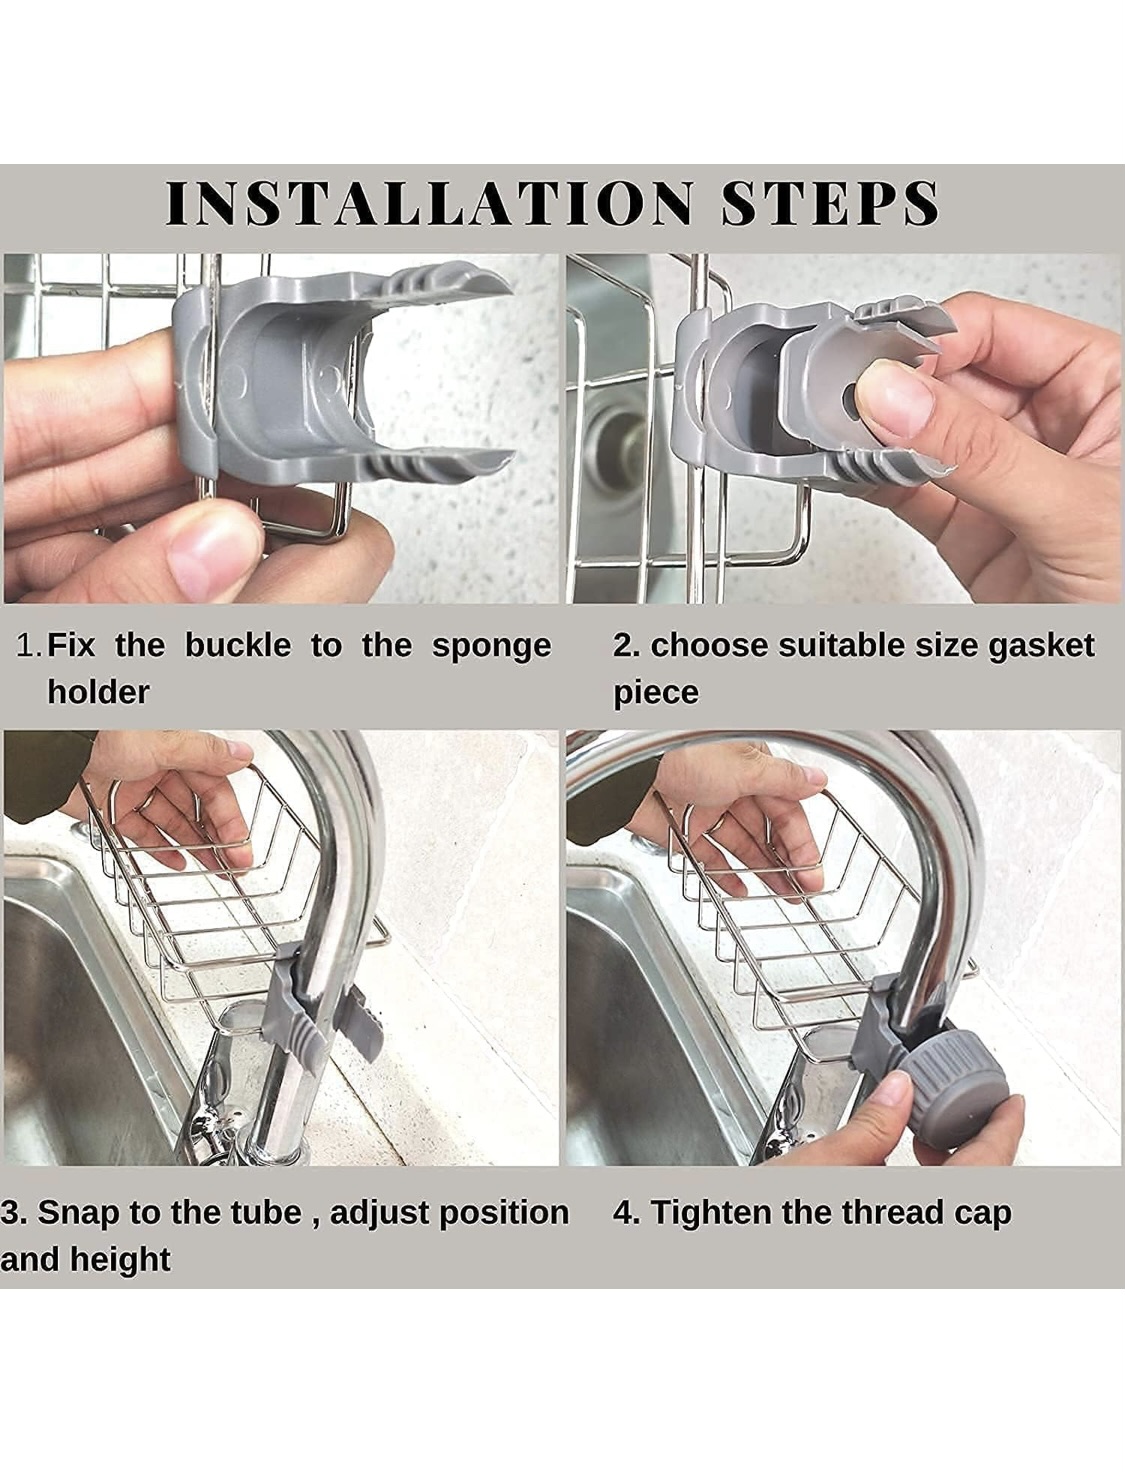 INSTALLATION STEPS
1. Fix the buckle to the sponge
holder
2. choose suitable size gasket
piece
3. Snap to the tube , adjust position
and height
4. Tighten the thread cap